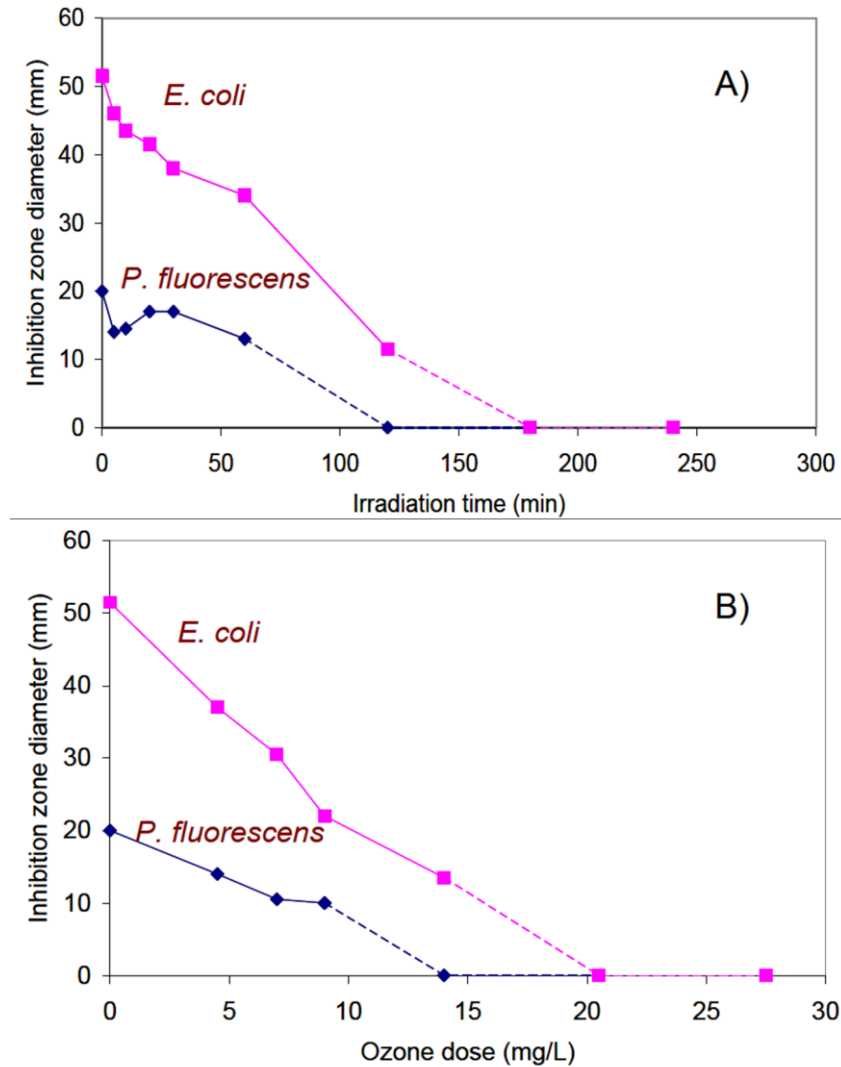 60
50
40
30
20
10
0
Inhibition zone diameter (mm)
E. coli
A)
P. fluorescens
0 50 100 150 200 250 300
Irradiation time (min)
60
50
40
30
20
10
0
Inhibition zone diameter (mm)
E. coli
B)
P. fluorescens
0 5 10 15 20 25 30
Ozone dose (mg/L)